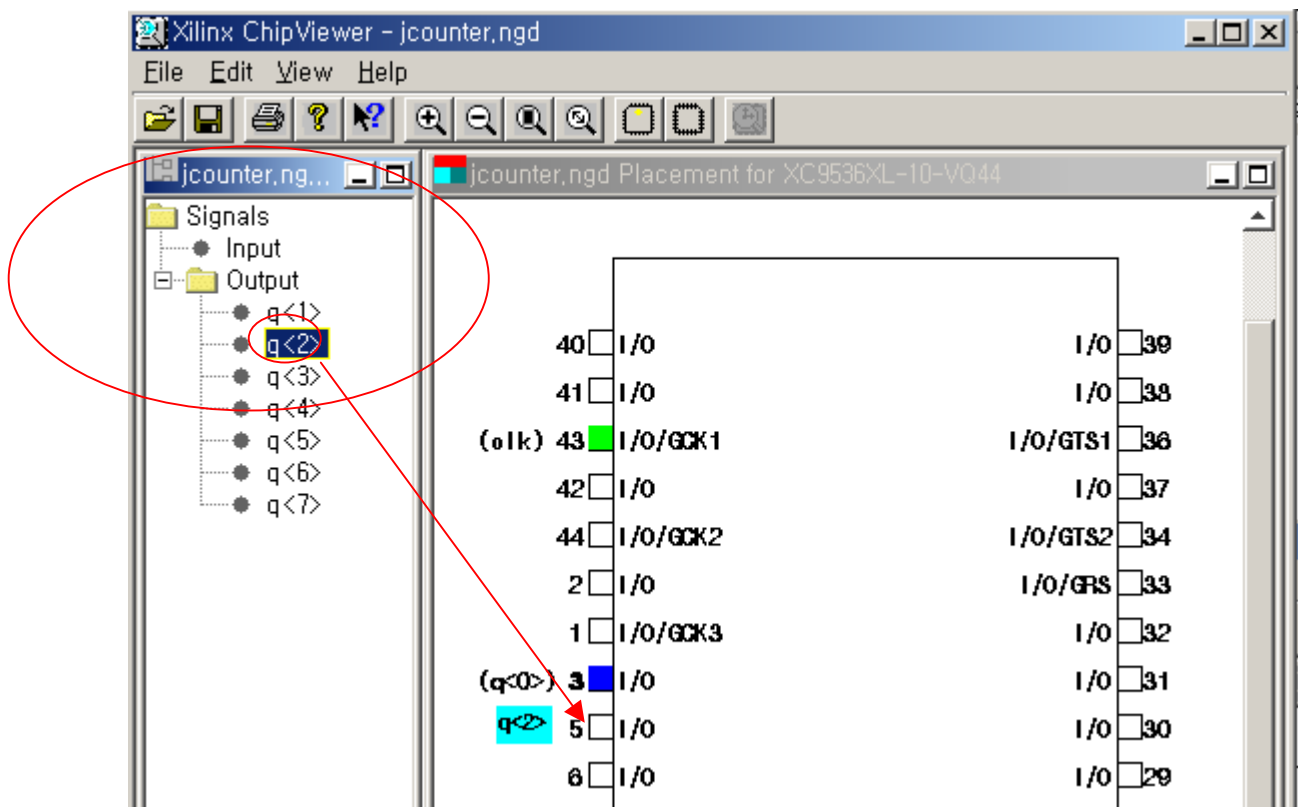 Xilinx ChipViewer - jcounter,ngd
File Edit View Help
jcounter,ng...
jcounter,ngd Placement for XC9536XL-10-VQ44
Signals
Input
Output
q<1>
q<2>
q<3>
q<4>
q<5>
q<6>
q<7>
40 I/O I/O 39
41 I/O I/O 38
(clk) 43 I/O/GCK1 I/O/GTS1 36
42 I/O I/O 37
44 I/O/GCK2 I/O/GTS2 34
2 I/O I/O/GRS 33
1 I/O/GCK3 I/O 32
(q<0>) 3 I/O I/O 31
q<2> 5 I/O I/O 30
6 I/O I/O 29